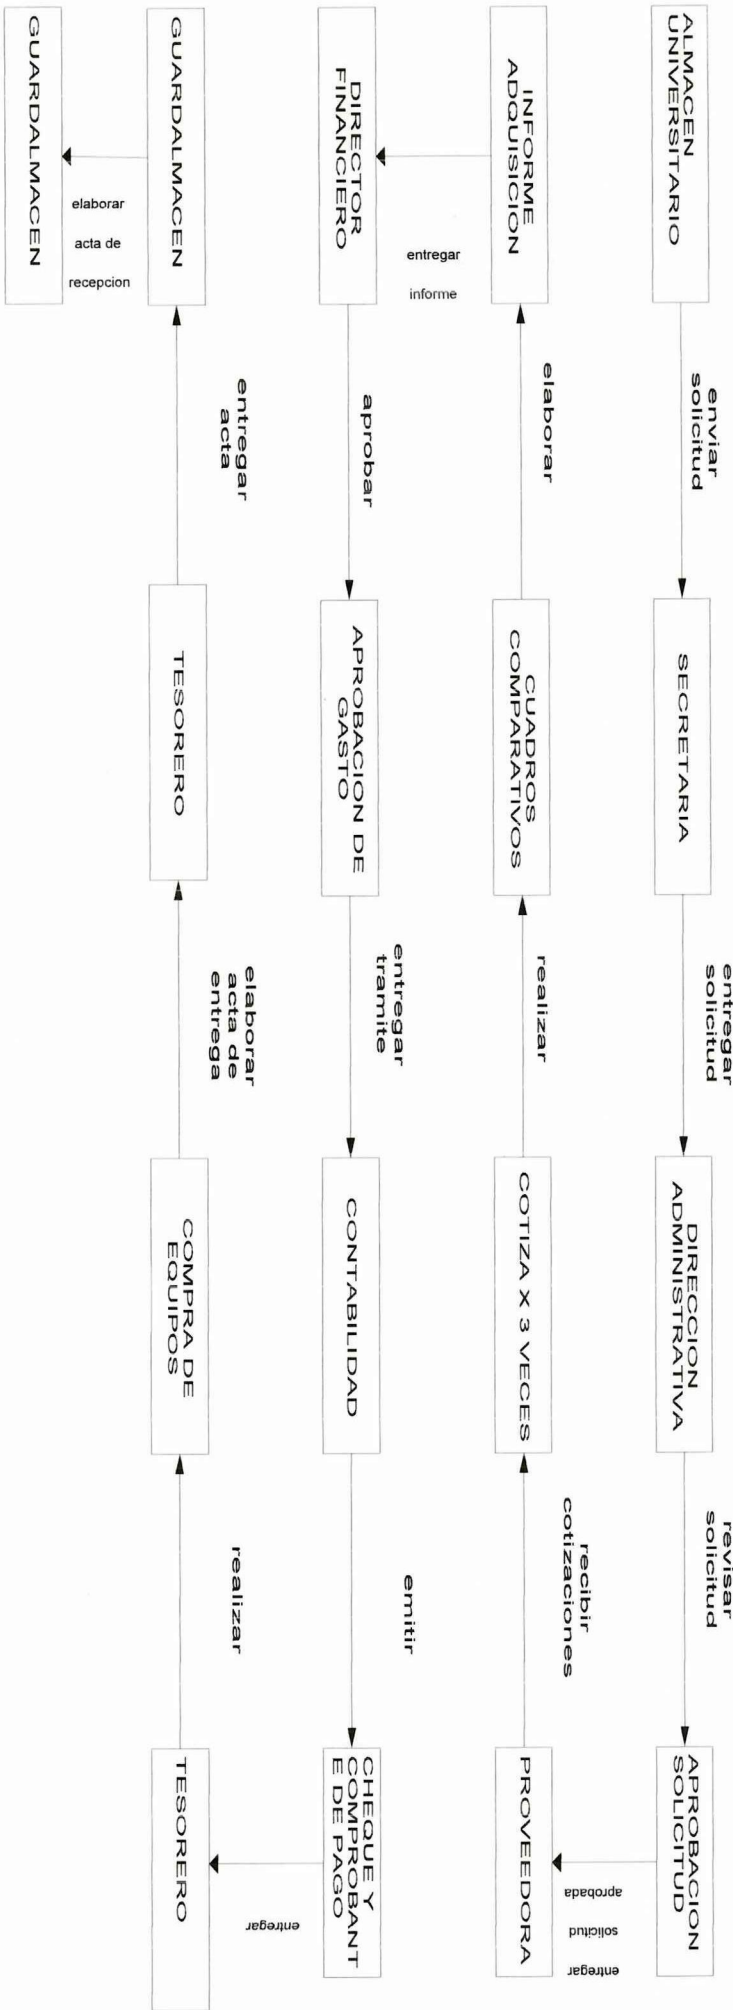 ALMACEN
UNIVERSITARIO
enviar
solicitud
SECRETARIA
entregar
solicitud
DIRECCION
ADMINISTRATIVA
revisar
solicitud
APROBACION
SOLICITUD
entregar
solicitud
aprobada
PROVEEDORA
recibir
cotizaciones
COTIZA X 3 VECES
realizar
CUADROS
COMPARATIVOS
elaborar
INFORME
ADQUISICION
entregar
informe
DIRECTOR
FINANCIERO
aprobar
APROBACION DE
GASTO
entregar
tramite
CONTABILIDAD
emitir
CHEQUE Y
COMPROBANT
E DE PAGO
entregar
TESORERO
realizar
COMPRA DE
EQUIPOS
elaborar
acta de
entrega
TESORERO
entregar
acta
GUARDALMACEN
elaborar
acta de
recepcion
GUARDALMACEN